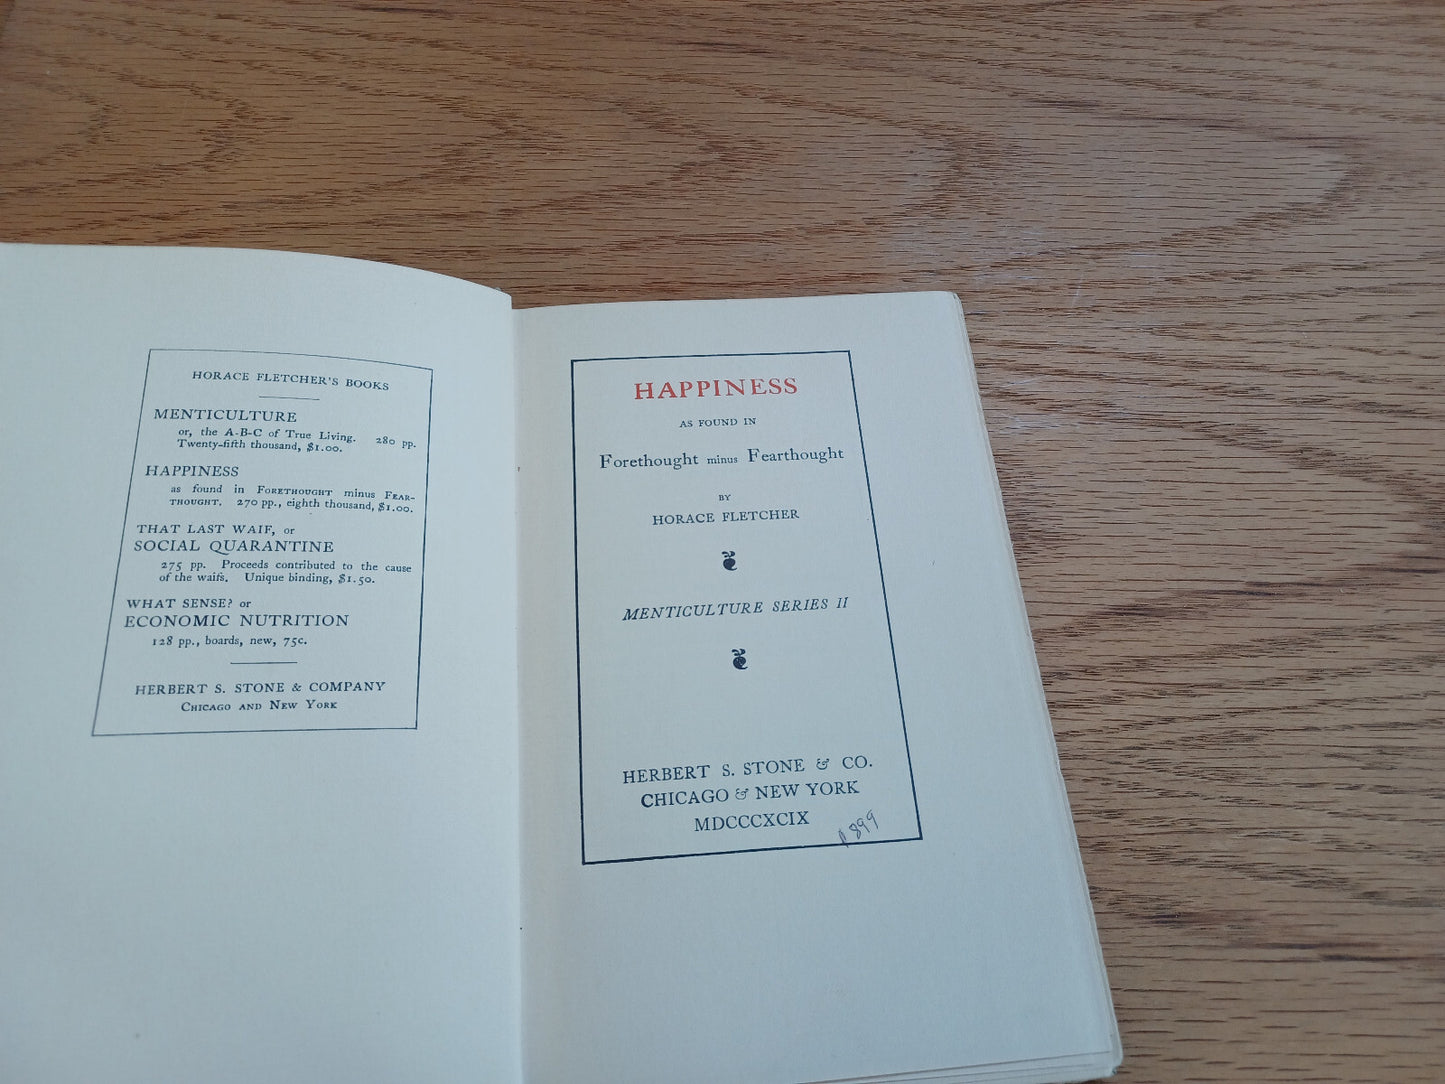 HORACE FLETCHER'S BOOKS
MENTICULTURE
or, the A-B-C of True Living. 280 pp.
Twenty-fifth thousand, $1.00.
HAPPINESS
as found in FORETHOUGHT minus FEAR-
THOUGHT. 270 pp., eighth thousand, $1.00.
THAT LAST WAIF, or
SOCIAL QUARANTINE
275 pp. Proceeds contributed to the cause
of the waifs. Unique binding, $1.50.
WHAT SENSE? or
ECONOMIC NUTRITION
128 pp., boards, new, 75c.
HERBERT S. STONE & COMPANY
CHICAGO AND NEW YORK
HAPPINESS
AS FOUND IN
Forethought minus Fearthought
BY
HORACE FLETCHER
MENTICULTURE SERIES II
HERBERT S. STONE & CO.
CHICAGO & NEW YORK
MDCCCXCIX
1899